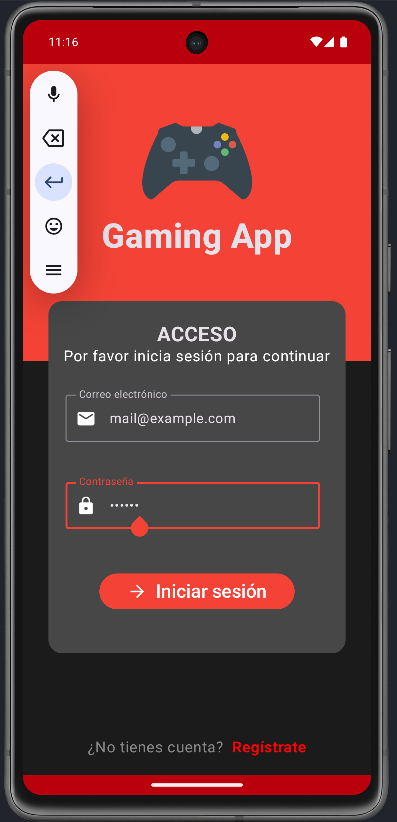 11:16
Gaming App
ACCESO
Por favor inicia sesión para continuar
Correo electrónico
mail@example.com
Contraseña
••••••
Iniciar sesión
¿No tienes cuenta? Regístrate